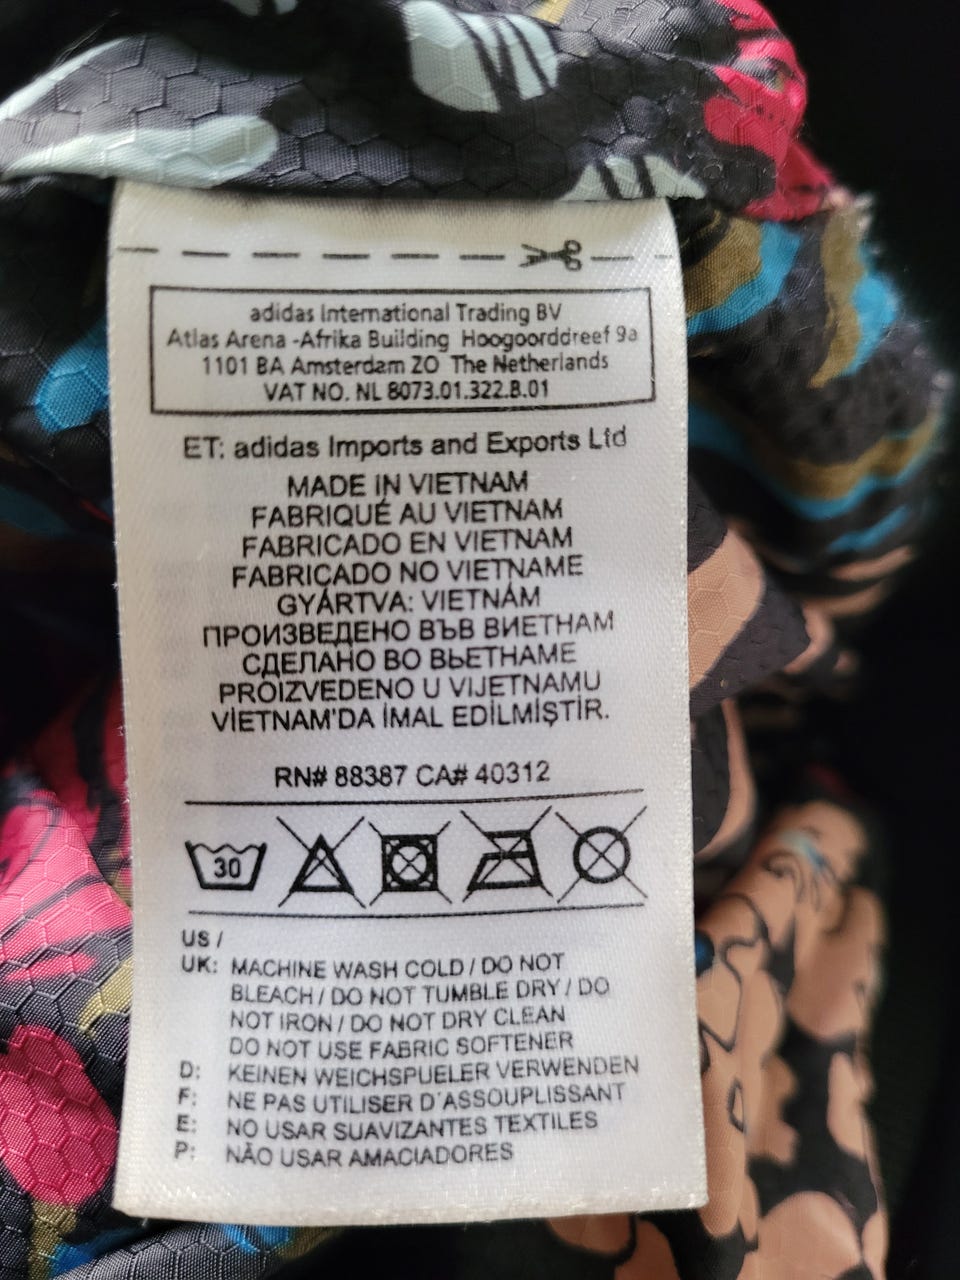 adidas International Trading BV
Atlas Arena -Afrika Building Hoogoorddreef 9a
1101 BA Amsterdam ZO The Netherlands
VAT NO. NL 8073.01.322.B.01
ET: adidas Imports and Exports Ltd
MADE IN VIETNAM
FABRIQUÉ AU VIETNAM
FABRICADO EN VIETNAM
FABRICADO NO VIETNAME
GYÁRTVA: VIETNÁM
ПРОИЗВЕДЕНО ВЪВ ВИЕТНАМ
СДЕЛАНО ВО ВЬЕТНАМЕ
PROIZVEDENO U VIJETNAMU
VİETNAM'DA İMAL EDİLMİŞTİR.
RN# 88387 CA# 40312
30
US /
UK: MACHINE WASH COLD / DO NOT
BLEACH / DO NOT TUMBLE DRY / DO
NOT IRON / DO NOT DRY CLEAN
DO NOT USE FABRIC SOFTENER
D: KEINEN WEICHSPUELER VERWENDEN
F: NE PAS UTILISER D'ASSOUPLISSANT
E: NO USAR SUAVIZANTES TEXTILES
P: NÃO USAR AMACIADORES